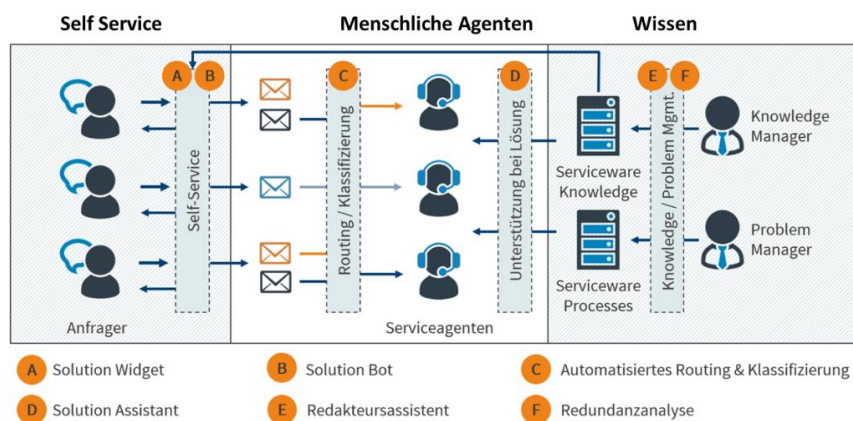 Self Service
Menschliche Agenten
Wissen
A
B
C
D
E
F
Self-Service
Routing / Klassifizierung
Unterstützung bei Lösung
Knowledge / Problem Mgmt.
Serviceware
Knowledge
Knowledge
Manager
Serviceware
Processes
Problem
Manager
Anfrager
Serviceagenten
A Solution Widget
B Solution Bot
C Automatisiertes Routing & Klassifizierung
D Solution Assistant
E Redakteursassistent
F Redundanzanalyse